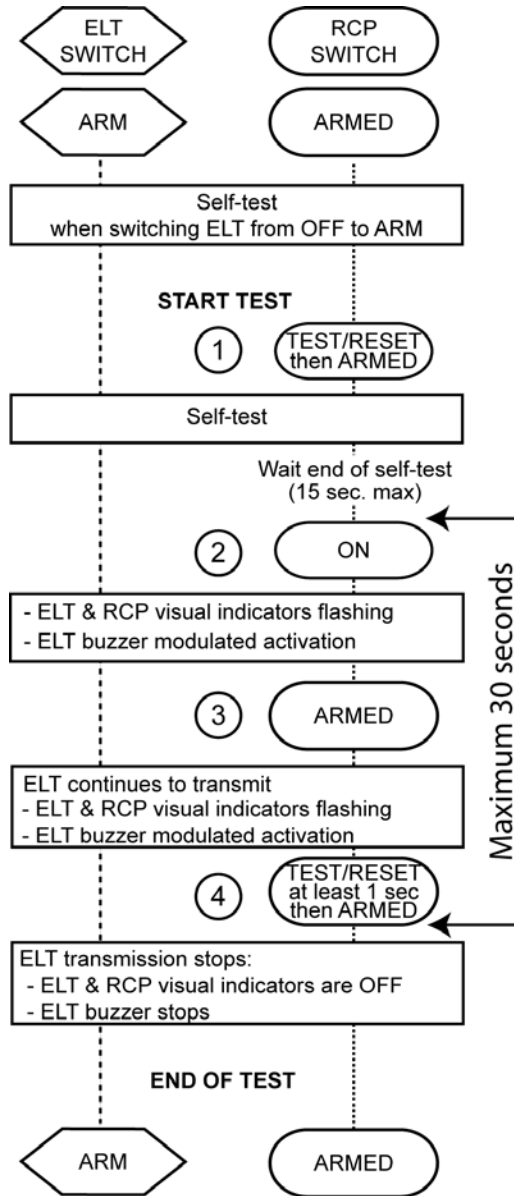 ELT
SWITCH
RCP
SWITCH
ARM
ARMED
Self-test
when switching ELT from OFF to ARM
START TEST
1
TEST/RESET
then ARMED
Self-test
Wait end of self-test
(15 sec. max)
2
ON
- ELT & RCP visual indicators flashing
- ELT buzzer modulated activation
3
ARMED
ELT continues to transmit
- ELT & RCP visual indicators flashing
- ELT buzzer modulated activation
4
TEST/RESET
at least 1 sec
then ARMED
Maximum 30 seconds
ELT transmission stops:
- ELT & RCP visual indicators are OFF
- ELT buzzer stops
END OF TEST
ARM
ARMED